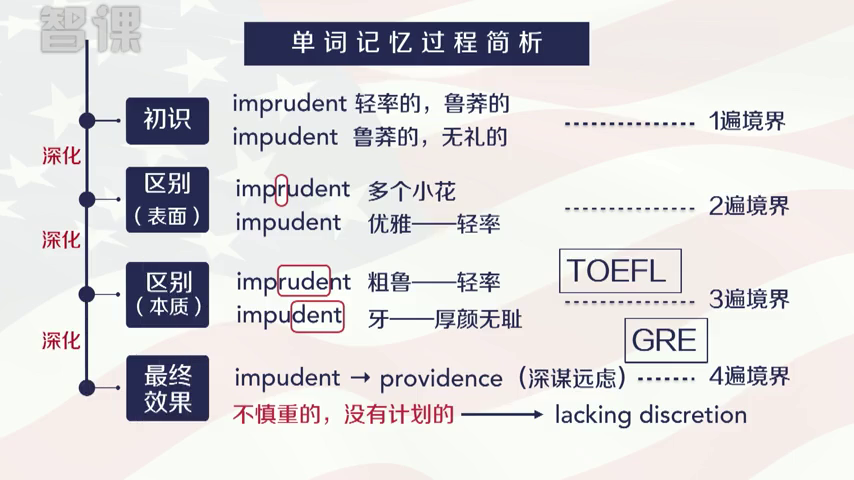 智课
单词记忆过程简析
初识
imprudent 轻率的，鲁莽的
impudent 鲁莽的，无礼的
1遍境界
深化
区别
（表面）
imprudent 多个小花
impudent 优雅——轻率
2遍境界
深化
区别
（本质）
imprudent 粗鲁——轻率
impudent 牙——厚颜无耻
TOEFL
3遍境界
深化
GRE
最终
效果
impudent → providence（深谋远虑） 4遍境界
不慎重的，没有计划的 → lacking discretion